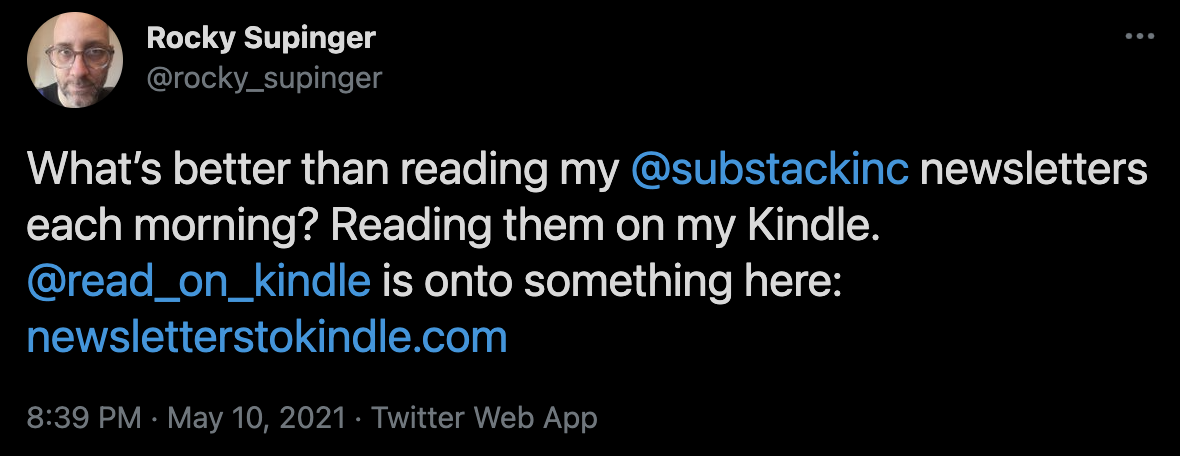 Rocky Supinger
@rocky_supinger
What’s better than reading my @substackinc newsletters
each morning? Reading them on my Kindle.
@read_on_kindle is onto something here:
newsletterstokindle.com
8:39 PM · May 10, 2021 · Twitter Web App